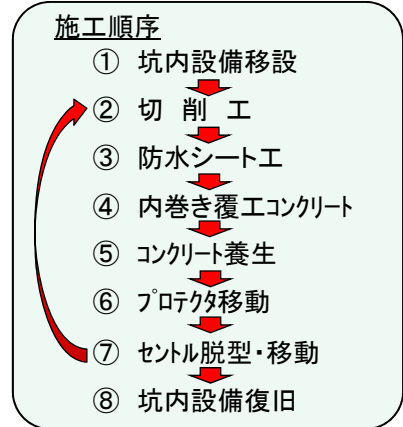 施工順序
① 坑内設備移設
② 切 削 工
③ 防水シート工
④ 内巻き覆工コンクリート
⑤ コンクリート養生
⑥ プロテクタ移動
⑦ セントル脱型・移動
⑧ 坑内設備復旧